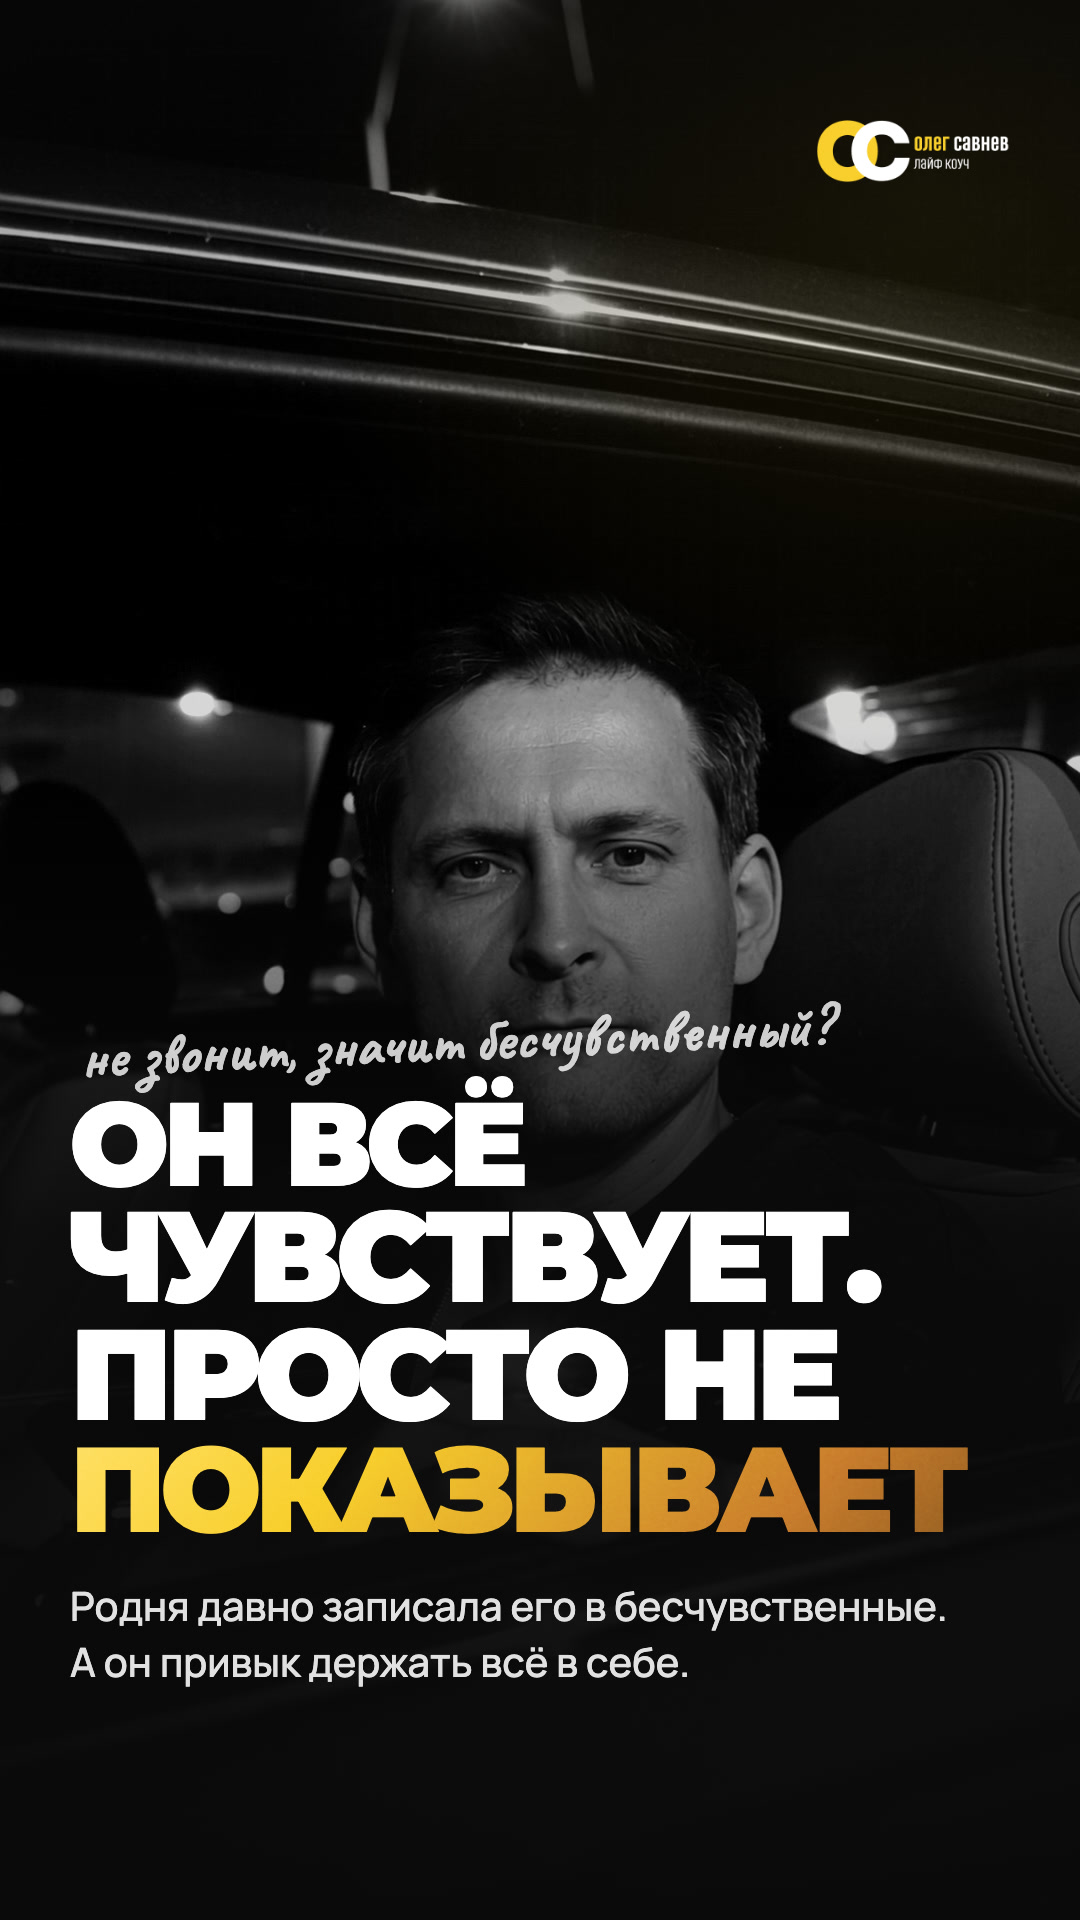 ОС
олег савнев
лайф коуч
не звонит, значит бесчувственный?
ОН ВСЁ
ЧУВСТВУЕТ.
ПРОСТО НЕ
ПОКАЗЫВАЕТ
Родня давно записала его в бесчувственные.
А он привык держать всё в себе.